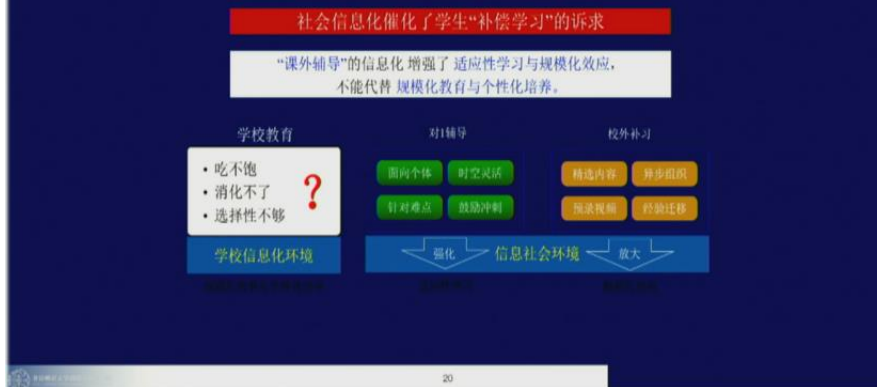 社会信息化催化了学生“补偿学习”的诉求
“课外辅导”的信息化 增强了 适应性学习与规模化效应，
不能代替 规模化教育与个性化培养。
学校教育
• 吃不饱
• 消化不了
• 选择性不够
?
学校信息化环境
对1辅导
面向个体 时空灵活
针对难点 鼓励冲刺
校外补习
精选内容 异步组织
预录视频 经验迁移
强化 信息社会环境 放大
20